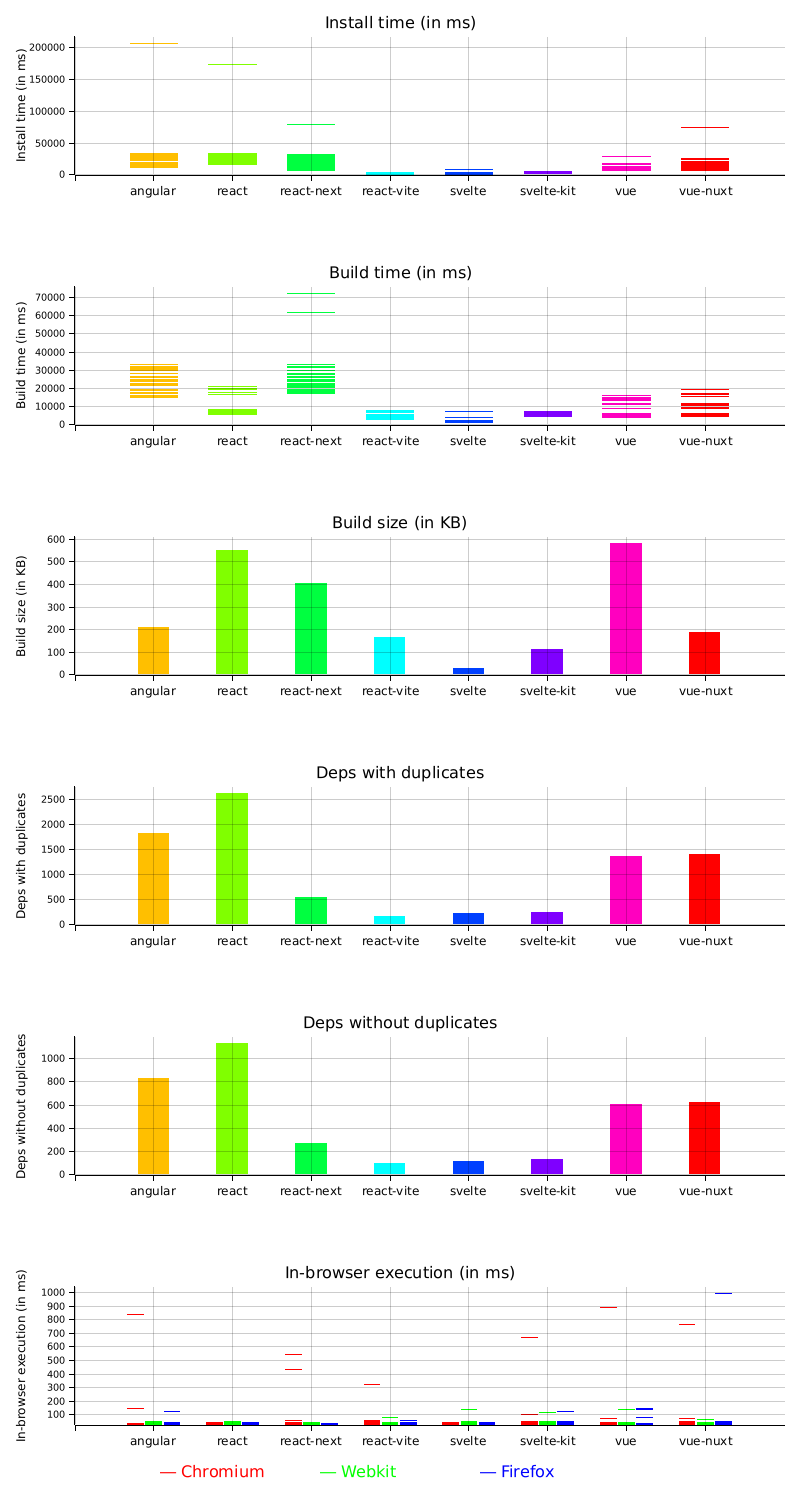 Install time (in ms)
Install time (in ms)
200000
150000
100000
50000
0
angular react react-next react-vite svelte svelte-kit vue vue-nuxt
Build time (in ms)
Build time (in ms)
70000
60000
50000
40000
30000
20000
10000
0
angular react react-next react-vite svelte svelte-kit vue vue-nuxt
Build size (in KB)
Build size (in KB)
600
500
400
300
200
100
0
angular react react-next react-vite svelte svelte-kit vue vue-nuxt
Deps with duplicates
Deps with duplicates
2500
2000
1500
1000
500
0
angular react react-next react-vite svelte svelte-kit vue vue-nuxt
Deps without duplicates
Deps without duplicates
1000
800
600
400
200
0
angular react react-next react-vite svelte svelte-kit vue vue-nuxt
In-browser execution (in ms)
In-browser execution (in ms)
1000
900
800
700
600
500
400
300
200
100
angular react react-next react-vite svelte svelte-kit vue vue-nuxt
Chromium Webkit Firefox